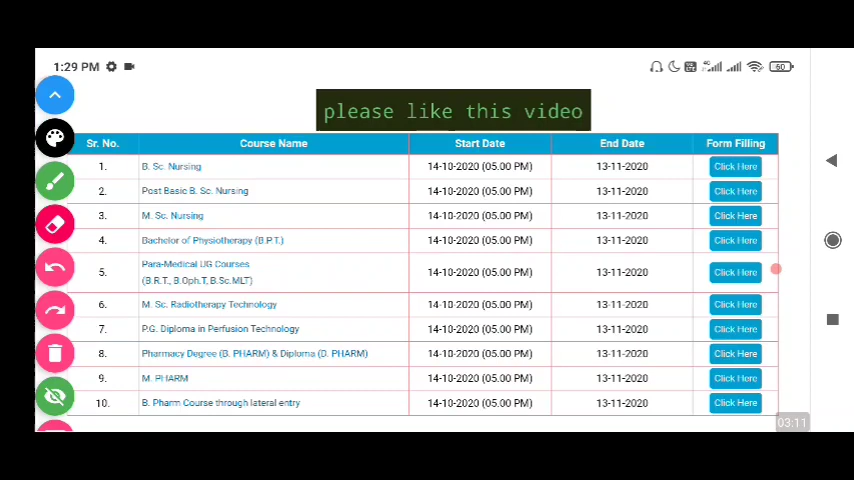 1:29 PM 4G 60
please like this video
Sr. No. Course Name Start Date End Date Form Filling
1. B. Sc. Nursing 14-10-2020 (05.00 PM) 13-11-2020 Click Here
2. Post Basic B. Sc. Nursing 14-10-2020 (05.00 PM) 13-11-2020 Click Here
3. M. Sc. Nursing 14-10-2020 (05.00 PM) 13-11-2020 Click Here
4. Bachelor of Physiotherapy (B.P.T.) 14-10-2020 (05.00 PM) 13-11-2020 Click Here
5. Para-Medical UG Courses 14-10-2020 (05.00 PM) 13-11-2020 Click Here
(B.R.T., B.Oph.T, B.Sc.MLT)
6. M. Sc. Radiotherapy Technology 14-10-2020 (05.00 PM) 13-11-2020 Click Here
7. P.G. Diploma in Perfusion Technology 14-10-2020 (05.00 PM) 13-11-2020 Click Here
8. Pharmacy Degree (B. PHARM) & Diploma (D. PHARM) 14-10-2020 (05.00 PM) 13-11-2020 Click Here
9. M. PHARM 14-10-2020 (05.00 PM) 13-11-2020 Click Here
10. B. Pharm Course through lateral entry 14-10-2020 (05.00 PM) 13-11-2020 Click Here
03:11